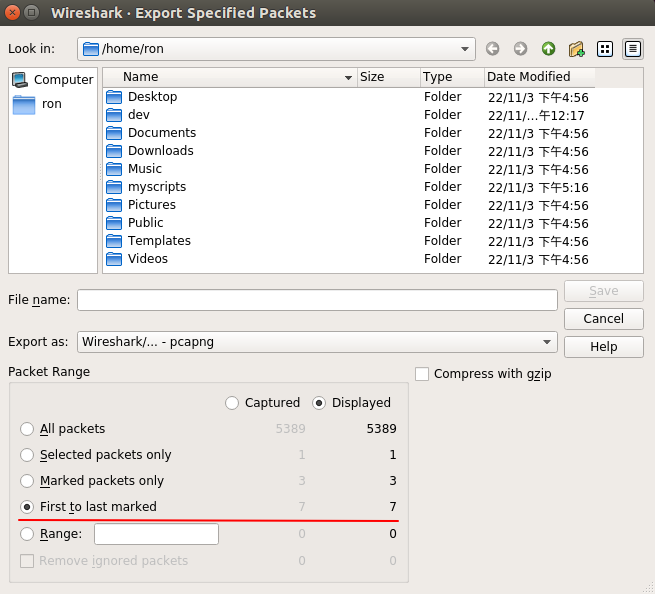 Wireshark · Export Specified Packets
Look in: /home/ron
Computer
ron
Name Size Type Date Modified
Desktop Folder 22/11/3 下午4:56
dev Folder 22/11/...午12:17
Documents Folder 22/11/3 下午4:56
Downloads Folder 22/11/3 下午4:56
Music Folder 22/11/3 下午4:56
myscripts Folder 22/11/3 下午5:16
Pictures Folder 22/11/3 下午4:56
Public Folder 22/11/3 下午4:56
Templates Folder 22/11/3 下午4:56
Videos Folder 22/11/3 下午4:56
File name: Save
Cancel
Export as: Wireshark/... - pcapng Help
Packet Range Compress with gzip
Captured Displayed
All packets 5389 5389
Selected packets only 1 1
Marked packets only 3 3
First to last marked 7 7
Range: 0 0
Remove ignored packets 0 0